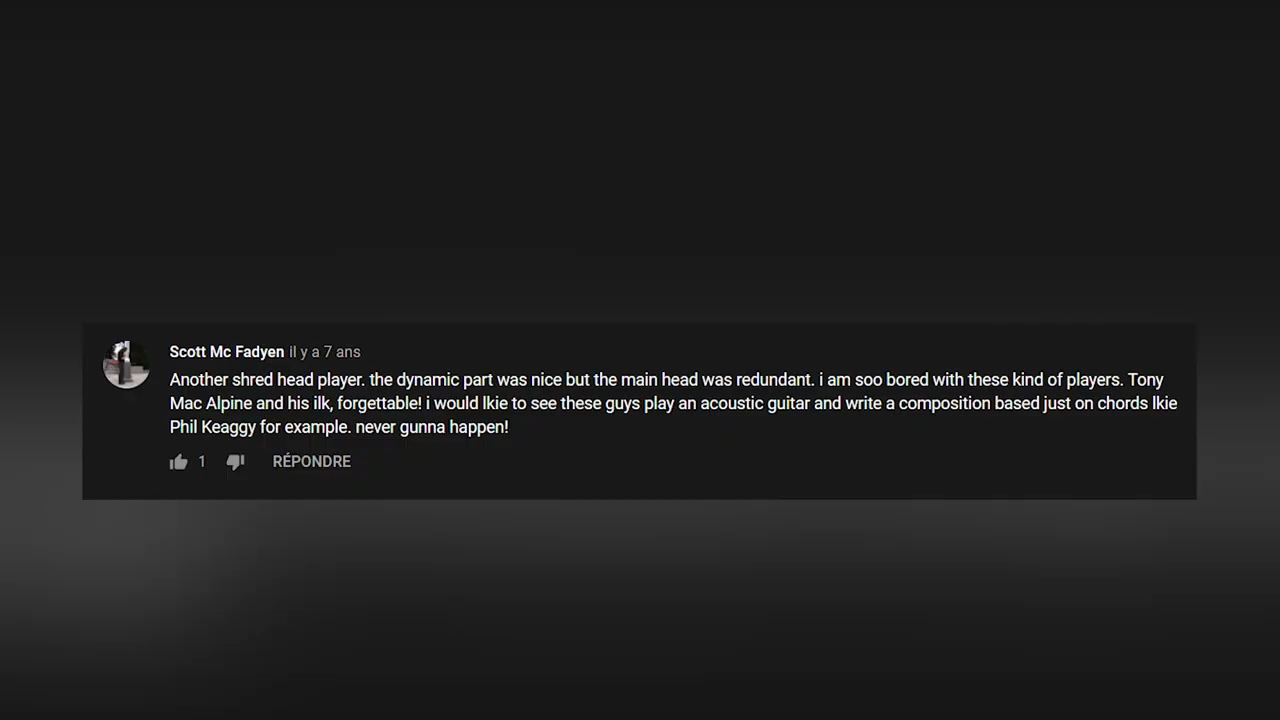 Scott Mc Fadyen il y a 7 ans
Another shred head player. the dynamic part was nice but the main head was redundant. i am soo bored with these kind of players. Tony
Mac Alpine and his ilk, forgettable! i would lkie to see these guys play an acoustic guitar and write a composition based just on chords lkie
Phil Keaggy for example. never gunna happen!
1 RÉPONDRE